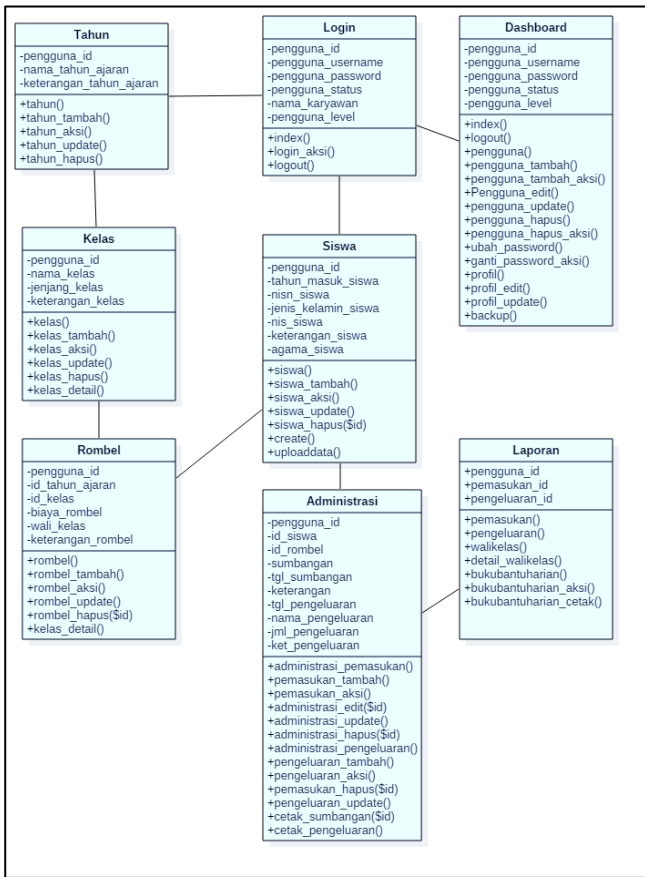 Tahun
-pengguna_id
-nama_tahun_ajaran
-keterangan_tahun_ajaran
+tahun()
+tahun_tambah()
+tahun_aksi()
+tahun_update()
+tahun_hapus()
Login
-pengguna_id
-pengguna_username
-pengguna_password
-pengguna_status
-nama_karyawan
-pengguna_level
+index()
+login_aksi()
+logout()
Dashboard
-pengguna_id
-pengguna_username
-pengguna_password
-pengguna_status
-pengguna_level
+index()
+logout()
+pengguna()
+pengguna_tambah()
+pengguna_tambah_aksi()
+Pengguna_edit()
+pengguna_update()
+pengguna_hapus()
+pengguna_hapus_aksi()
+ubah_password()
+ganti_password_aksi()
+profil()
+profil_edit()
+profil_update()
+backup()
Kelas
-pengguna_id
-nama_kelas
-jenjang_kelas
-keterangan_kelas
+kelas()
+kelas_tambah()
+kelas_aksi()
+kelas_update()
+kelas_hapus()
+kelas_detail()
Siswa
-pengguna_id
-tahun_masuk_siswa
-nisn_siswa
-jenis_kelamin_siswa
-nis_siswa
-keterangan_siswa
-agama_siswa
+siswa()
+siswa_tambah()
+siswa_aksi()
+siswa_update()
+siswa_hapus($id)
+create()
+uploaddata()
Rombel
-pengguna_id
-id_tahun_ajaran
-id_kelas
-biaya_rombel
-wali_kelas
-keterangan_rombel
+rombel()
+rombel_tambah()
+rombel_aksi()
+rombel_update()
+rombel_hapus($id)
+kelas_detail()
Administrasi
-pengguna_id
-id_siswa
-id_rombel
-sumbangan
-tgl_sumbangan
-keterangan
-tgl_pengeluaran
-nama_pengeluaran
-jml_pengeluaran
-ket_pengeluaran
+administrasi_pemasukan()
+pemasukan_tambah()
+pemasukan_aksi()
+administrasi_edit($id)
+administrasi_update()
+administrasi_hapus($id)
+administrasi_pengeluaran()
+pengeluaran_tambah()
+pengeluaran_aksi()
+pemasukan_hapus($id)
+pengeluaran_update()
+cetak_sumbangan($id)
+cetak_pengeluaran()
Laporan
+pengguna_id
+pemasukan_id
+pengeluaran_id
+pemasukan()
+pengeluaran()
+walikelas()
+detail_walikelas()
+bukubantuharian()
+bukubantuharian_aksi()
+bukubantuharian_cetak()